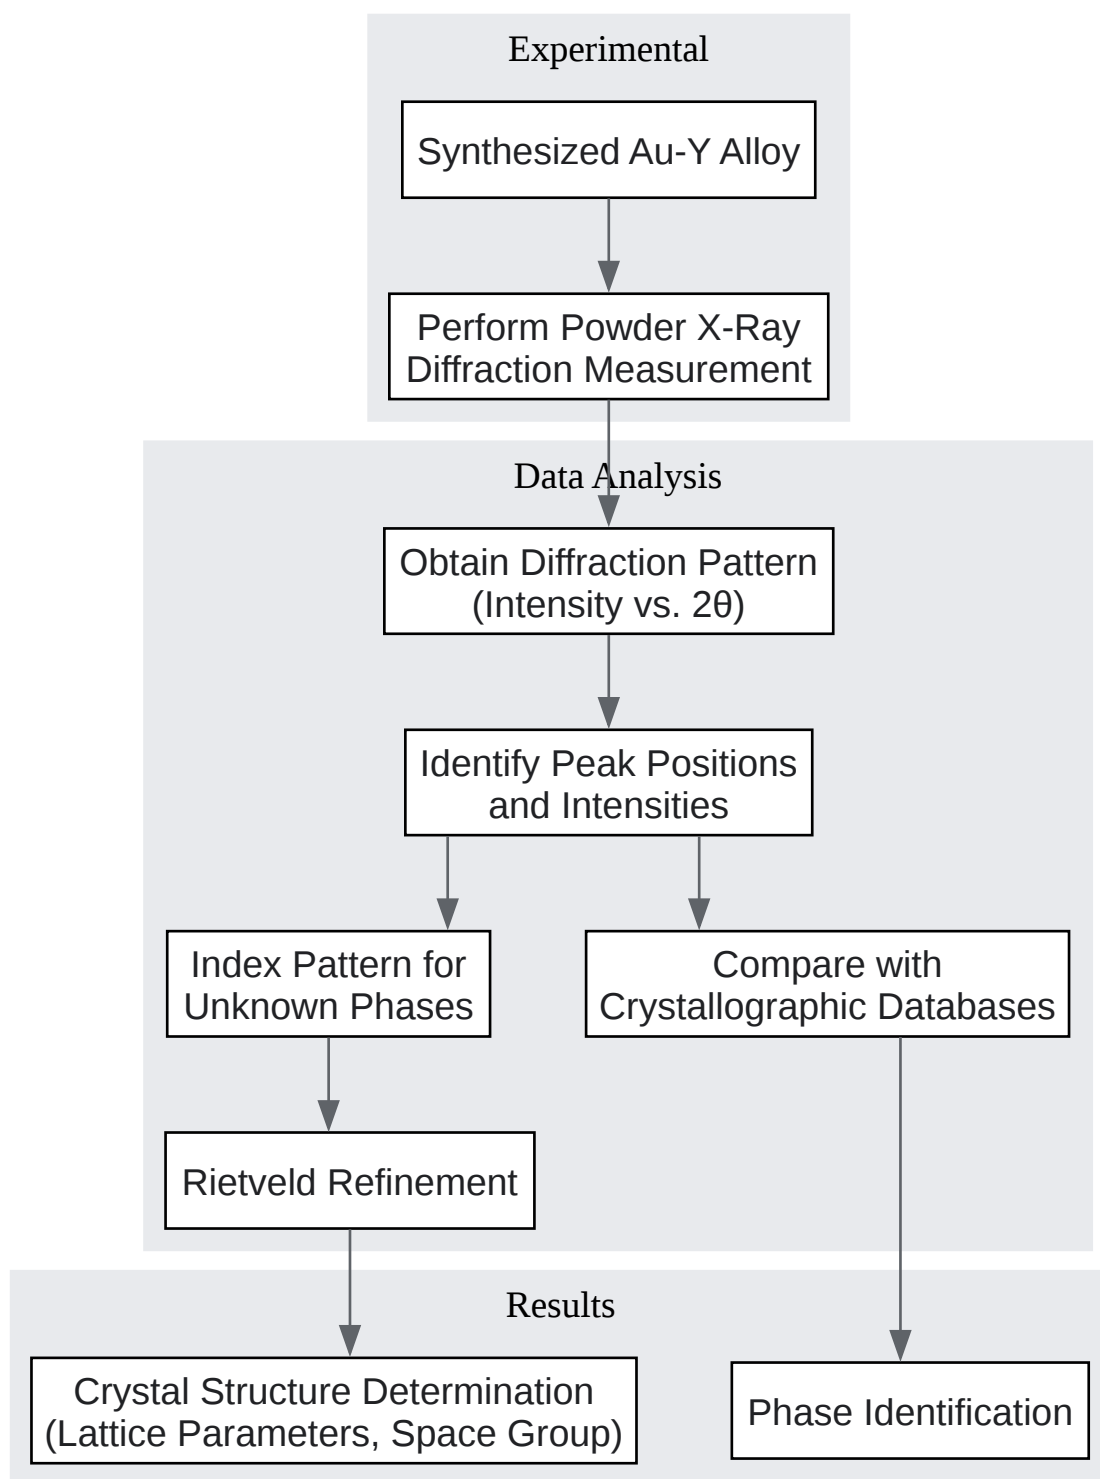 Experimental
Synthesized Au-Y Alloy
Perform Powder X-Ray
Diffraction Measurement
Data Analysis
Obtain Diffraction Pattern
(Intensity vs. 2θ)
Identify Peak Positions
and Intensities
Index Pattern for
Unknown Phases
Compare with
Crystallographic Databases
Rietveld Refinement
Results
Crystal Structure Determination
(Lattice Parameters, Space Group)
Phase Identification